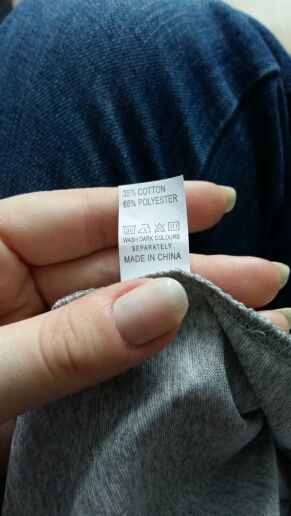 35% COTTON
65% POLYESTER
WASH DARK COLOURS
SEPARATELY
MADE IN CHINA